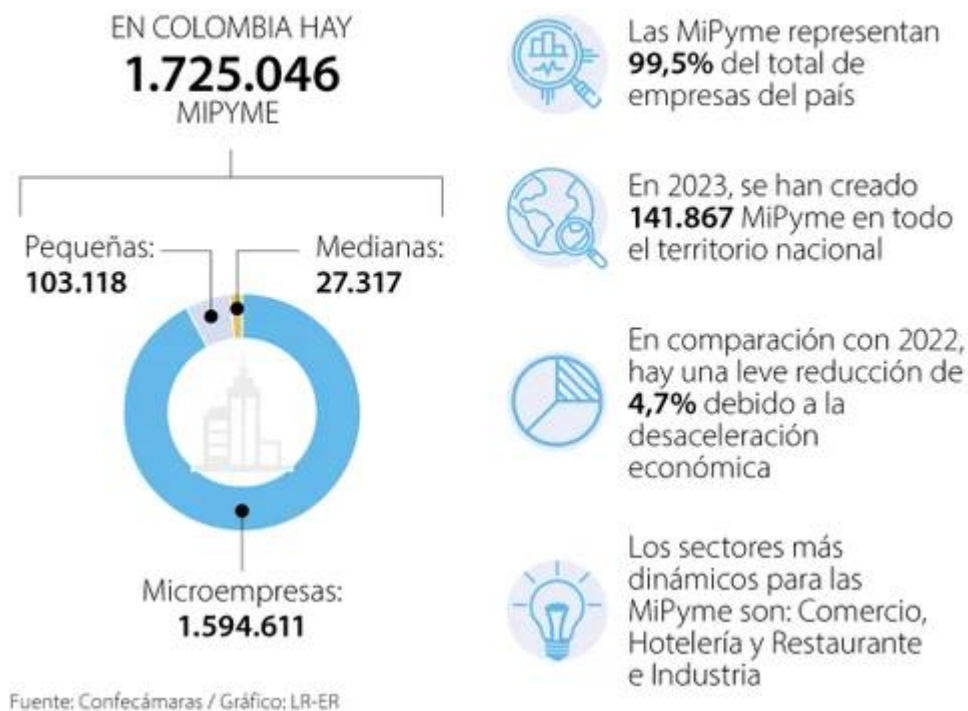 EN COLOMBIA HAY
1.725.046
MIPYME
Pequeñas:
103.118
Medianas:
27.317
Microempresas:
1.594.611
Las MiPyme representan
99,5% del total de
empresas del país
En 2023, se han creado
141.867 MiPyme en todo
el territorio nacional
En comparación con 2022,
hay una leve reducción de
4,7% debido a la
desaceleración
económica
Los sectores más
dinámicos para las
MiPyme son: Comercio,
Hotelería y Restaurante
e Industria
Fuente: Confecámaras / Gráfico: LR-ER